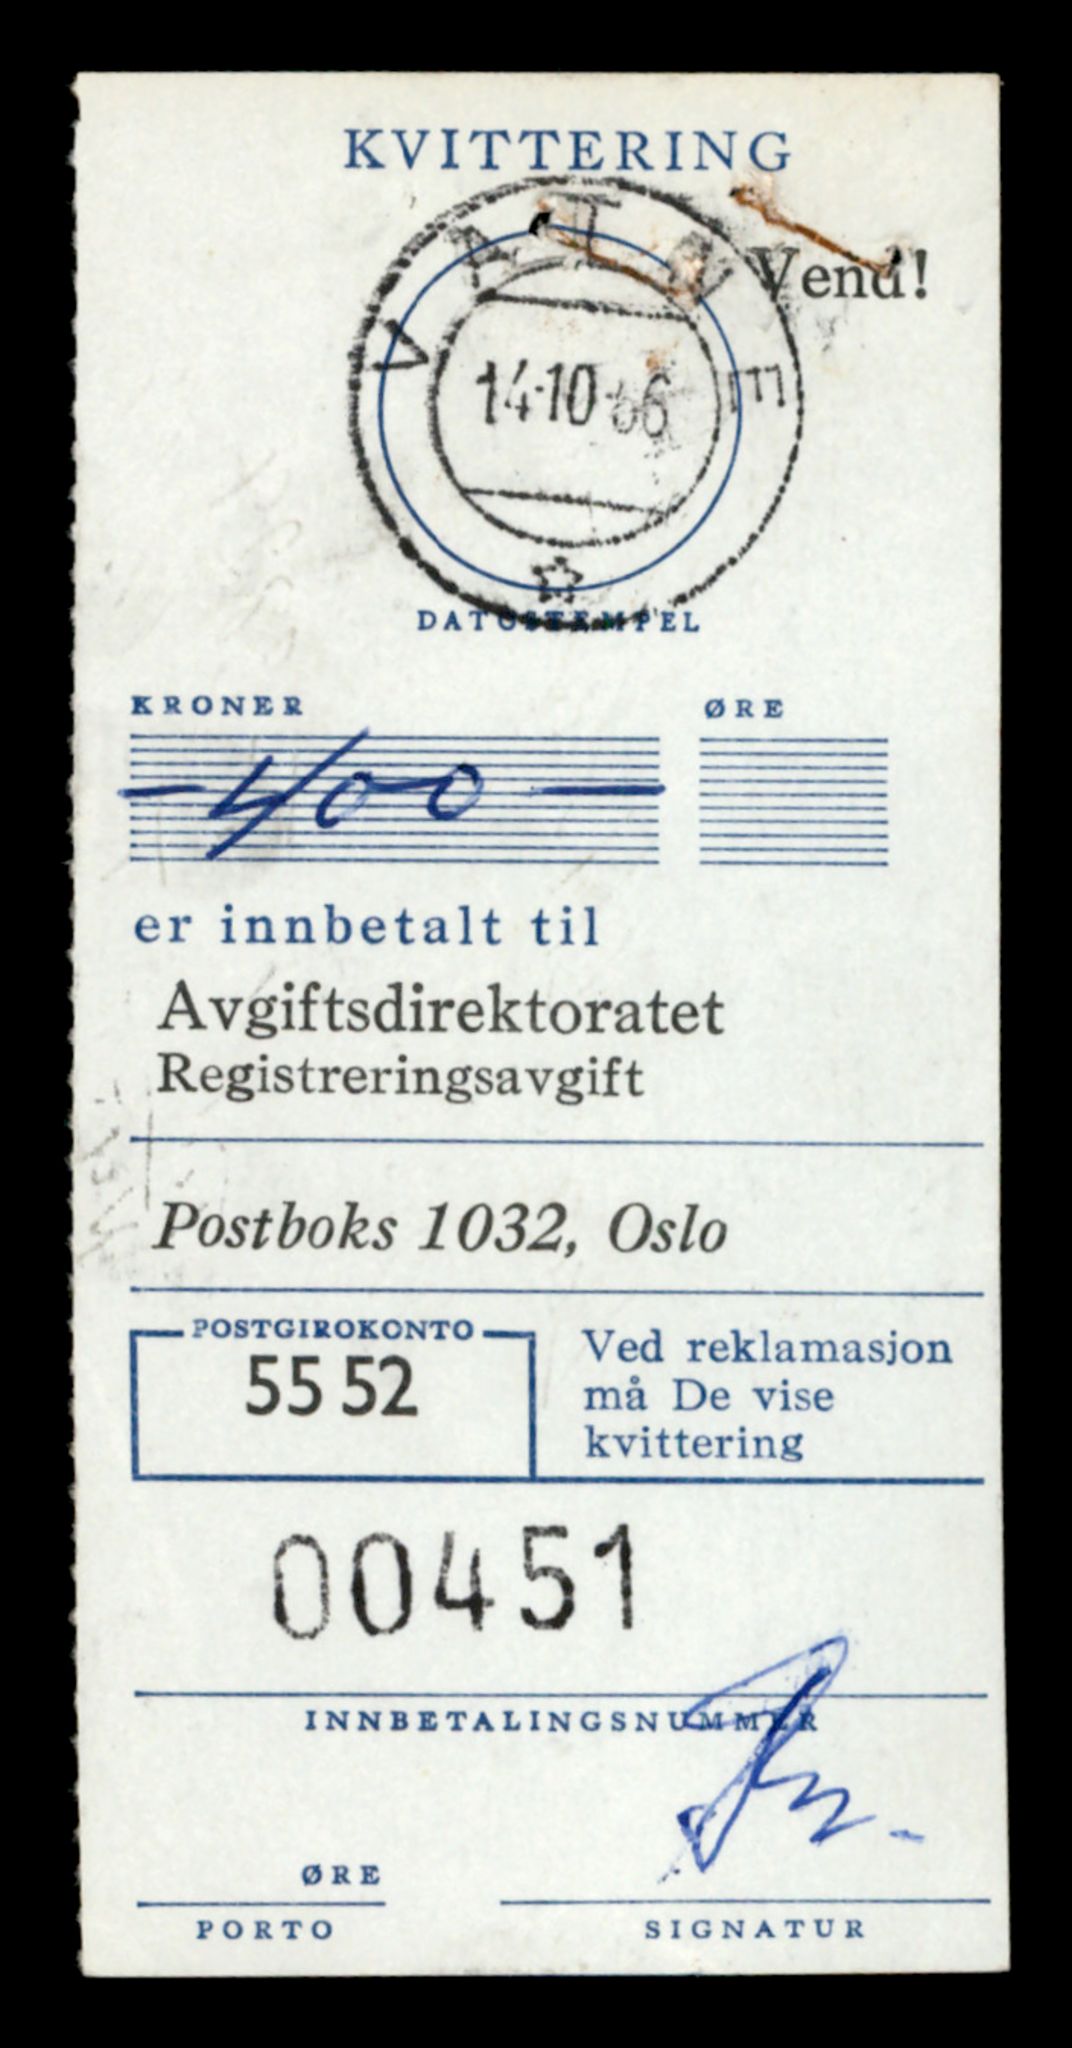 KVITTERING
Vend!
VATNE
14-10-66
DATOSTEMPEL
KRONER ØRE
— 400 —
er innbetalt til
Avgiftsdirektoratet
Registreringsavgift
Postboks 1032, Oslo
POSTGIROKONTO
55 52
Ved reklamasjon
må De vise
kvittering
00451
INNBETALINGSNUMMER
ØRE
PORTO
SIGNATUR